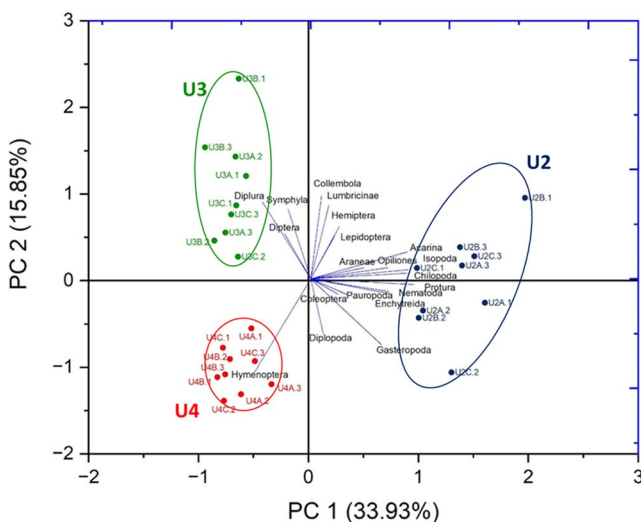 3
2
1
0
−1
−2
PC 2 (15.85%)
U3
U3B.1
U3B.3
U3A.2
U3A.1
U3C.1
U3C.3
U3A.3
U3B.2
U3C.2
Diplura
Symphyla
Diptera
Collembola
Lumbricinae
Hemiptera
Lepidoptera
Acarina
Araneae
Opiliones
Isopoda
Chilopoda
Protura
Nematoda
Pauropoda
Enchytreida
Coleoptera
Diplopoda
Gasteropoda
Hymenoptera
U2
U2B.1
U2B.3
U2C.3
U2A.3
U2C.1
U2A.1
U2A.2
U2B.2
U2C.2
U4A.1
U4C.1
U4B.2
U4C.3
U4B.3
U4B.1
U4A.3
U4A.2
U4C.2
U4
−2
−1
0
1
2
3
PC 1 (33.93%)